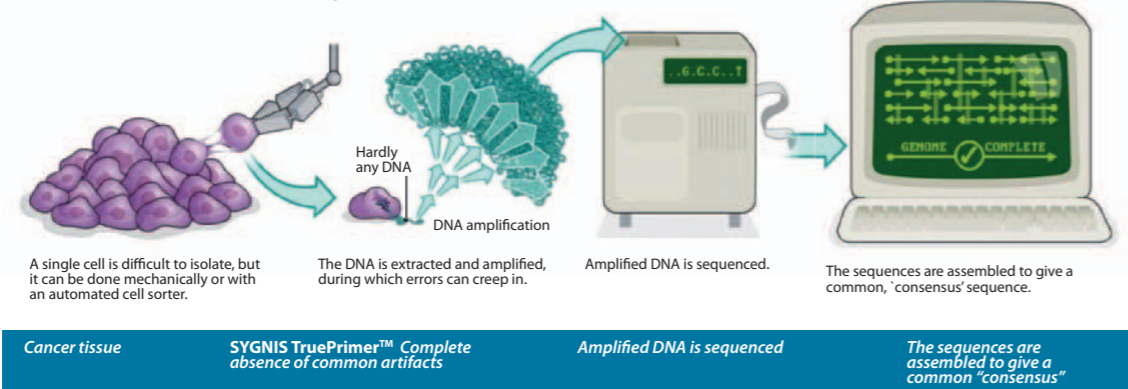 ..G.C.C..T
GENOME COMPLETE
Hardly
any DNA
DNA amplification
A single cell is difficult to isolate, but
it can be done mechanically or with
an automated cell sorter.
The DNA is extracted and amplified,
during which errors can creep in.
Amplified DNA is sequenced.
The sequences are assembled to give a
common, `consensus’ sequence.
Cancer tissue
SYGNIS TruePrimer™ Complete
absence of common artifacts
Amplified DNA is sequenced
The sequences are
assembled to give a
common “consensus”